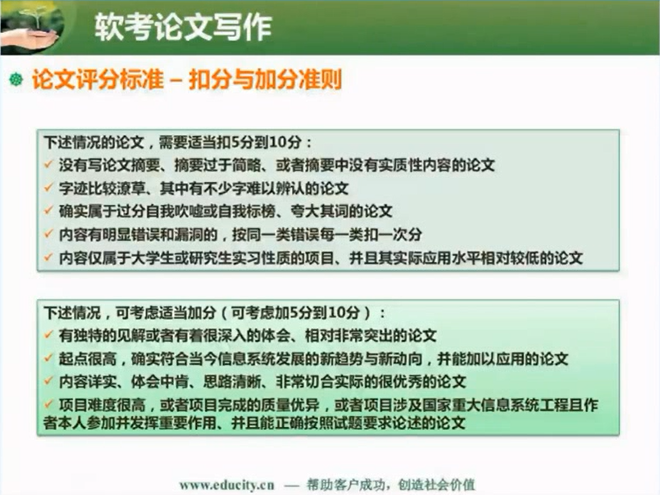 软考论文写作
论文评分标准 – 扣分与加分准则
下述情况的论文，需要适当扣5分到10分：
✓ 没有写论文摘要、摘要过于简略、或者摘要中没有实质性内容的论文
✓ 字迹比较潦草、其中有不少字难以辨认的论文
✓ 确实属于过分自我吹嘘或自我标榜、夸大其词的论文
✓ 内容有明显错误和漏洞的，按同一类错误每一类扣一次分
✓ 内容仅属于大学生或研究生实习性质的项目、并且其实际应用水平相对较低的论文
下述情况，可考虑适当加分（可考虑加5分到10分）：
✓ 有独特的见解或者有着很深入的体会、相对非常突出的论文
✓ 起点很高，确实符合当今信息系统发展的新趋势与新动向，并能加以应用的论文
✓ 内容详实、体会中肯、思路清晰、非常切合实际的很优秀的论文
✓ 项目难度很高，或者项目完成的质量优异，或者项目涉及国家重大信息系统工程且作
者本人参加并发挥重要作用、并且能正确按照试题要求论述的论文
www.educity.cn — 帮助客户成功，创造社会价值